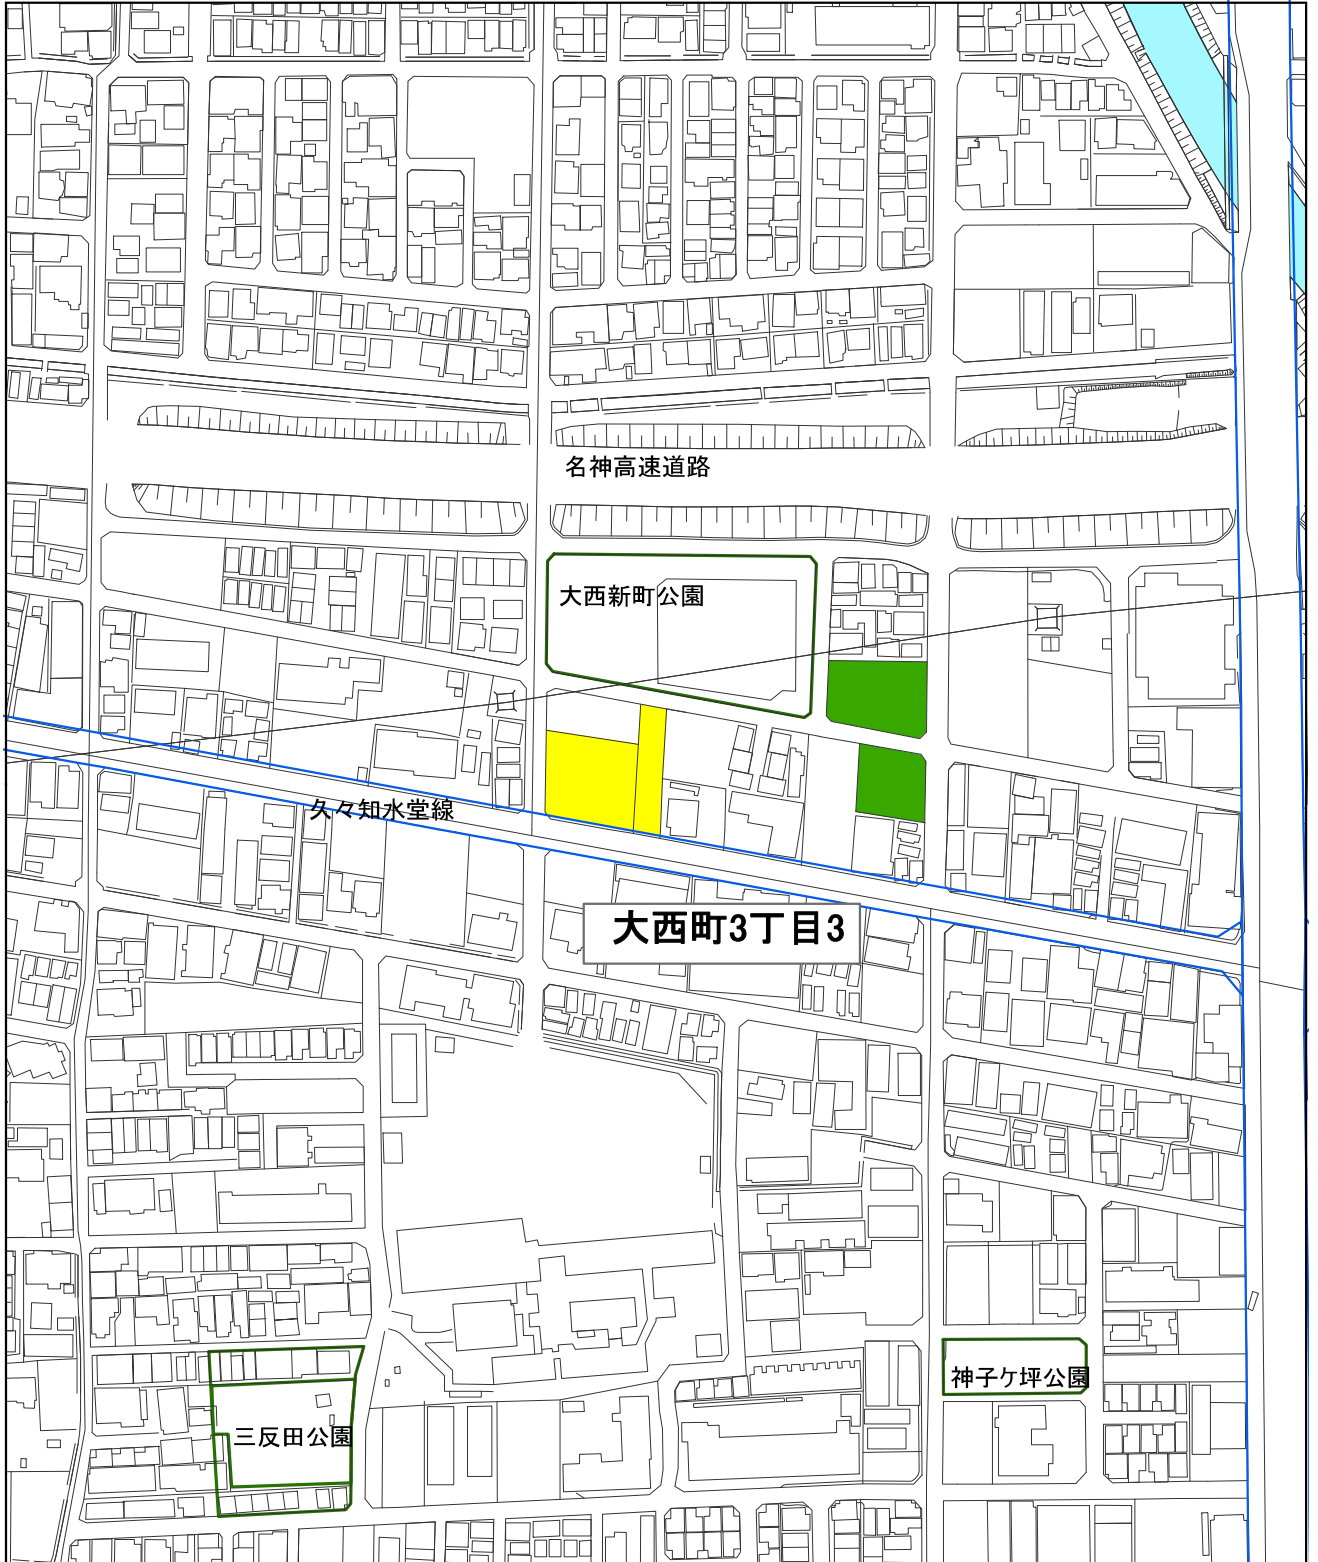 名神高速道路
大西新町公園
久々知水堂線
大西町3丁目3
神子ケ坪公園
三反田公園